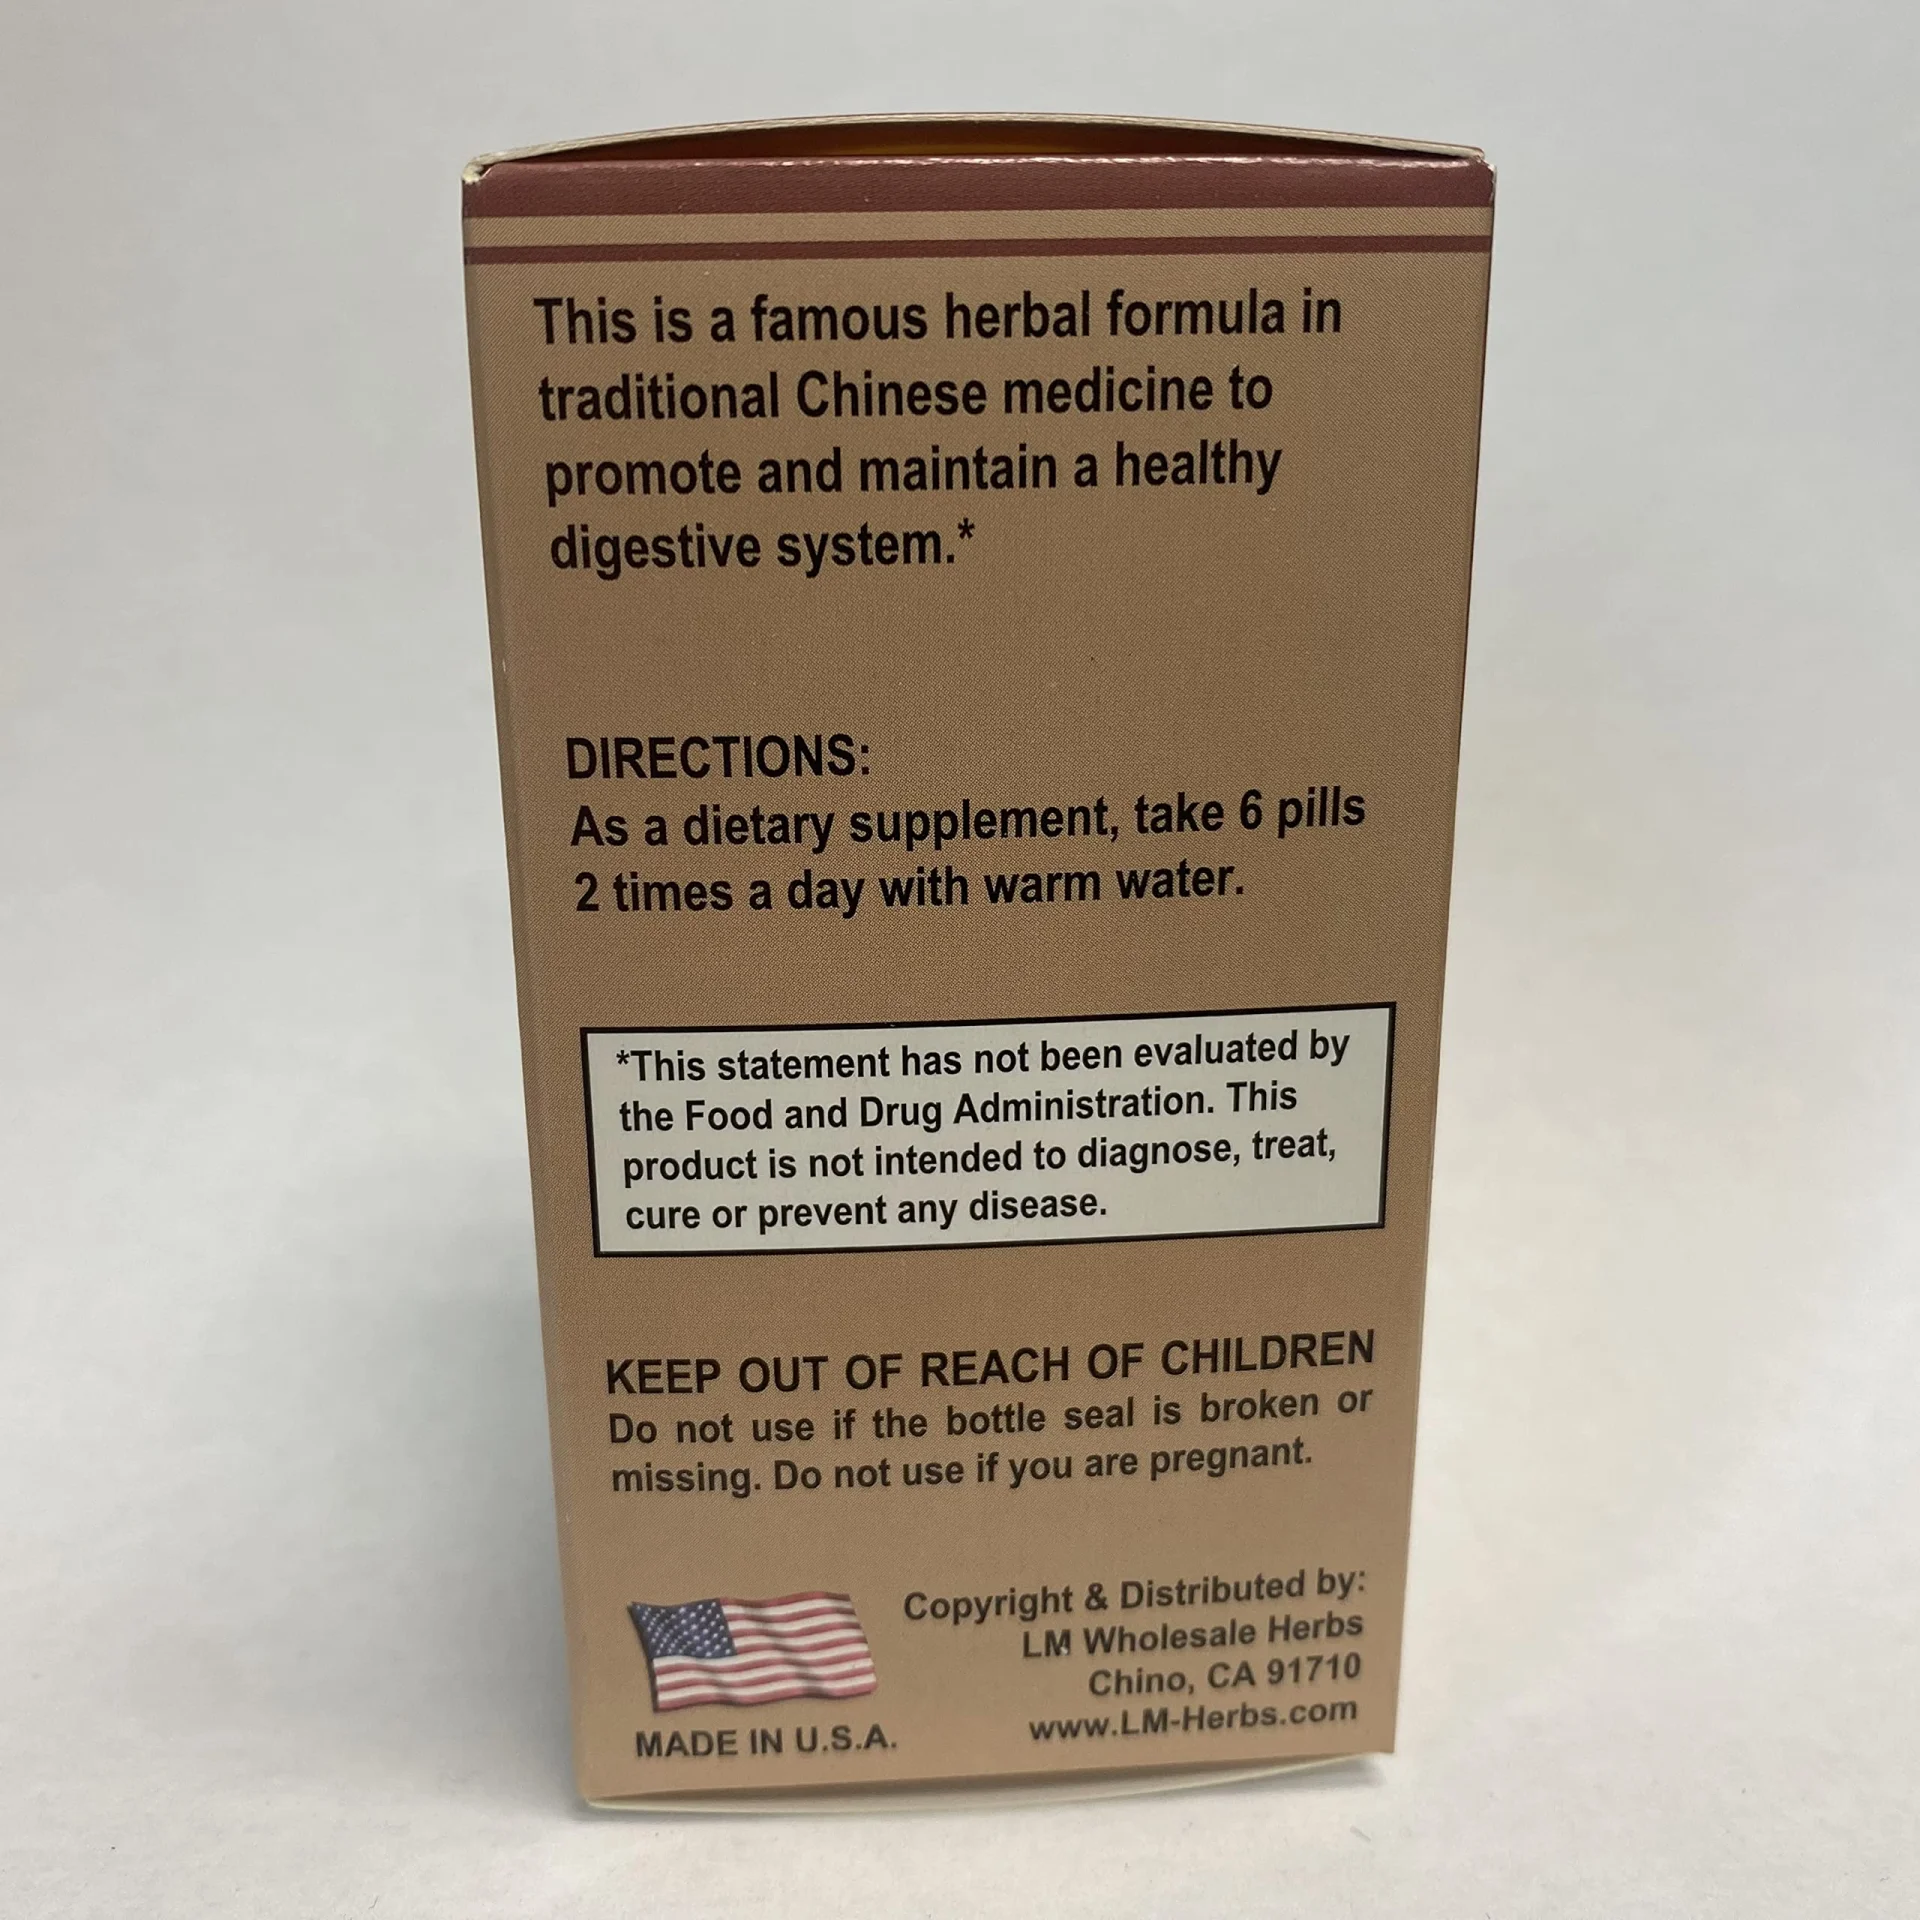 This is a famous herbal formula in
traditional Chinese medicine to
promote and maintain a healthy
digestive system.*
DIRECTIONS:
As a dietary supplement, take 6 pills
2 times a day with warm water.
*This statement has not been evaluated by
the Food and Drug Administration. This
product is not intended to diagnose, treat,
cure or prevent any disease.
KEEP OUT OF REACH OF CHILDREN
Do not use if the bottle seal is broken or
missing. Do not use if you are pregnant.
MADE IN U.S.A.
Copyright & Distributed by:
LM Wholesale Herbs
Chino, CA 91710
www.LM-Herbs.com